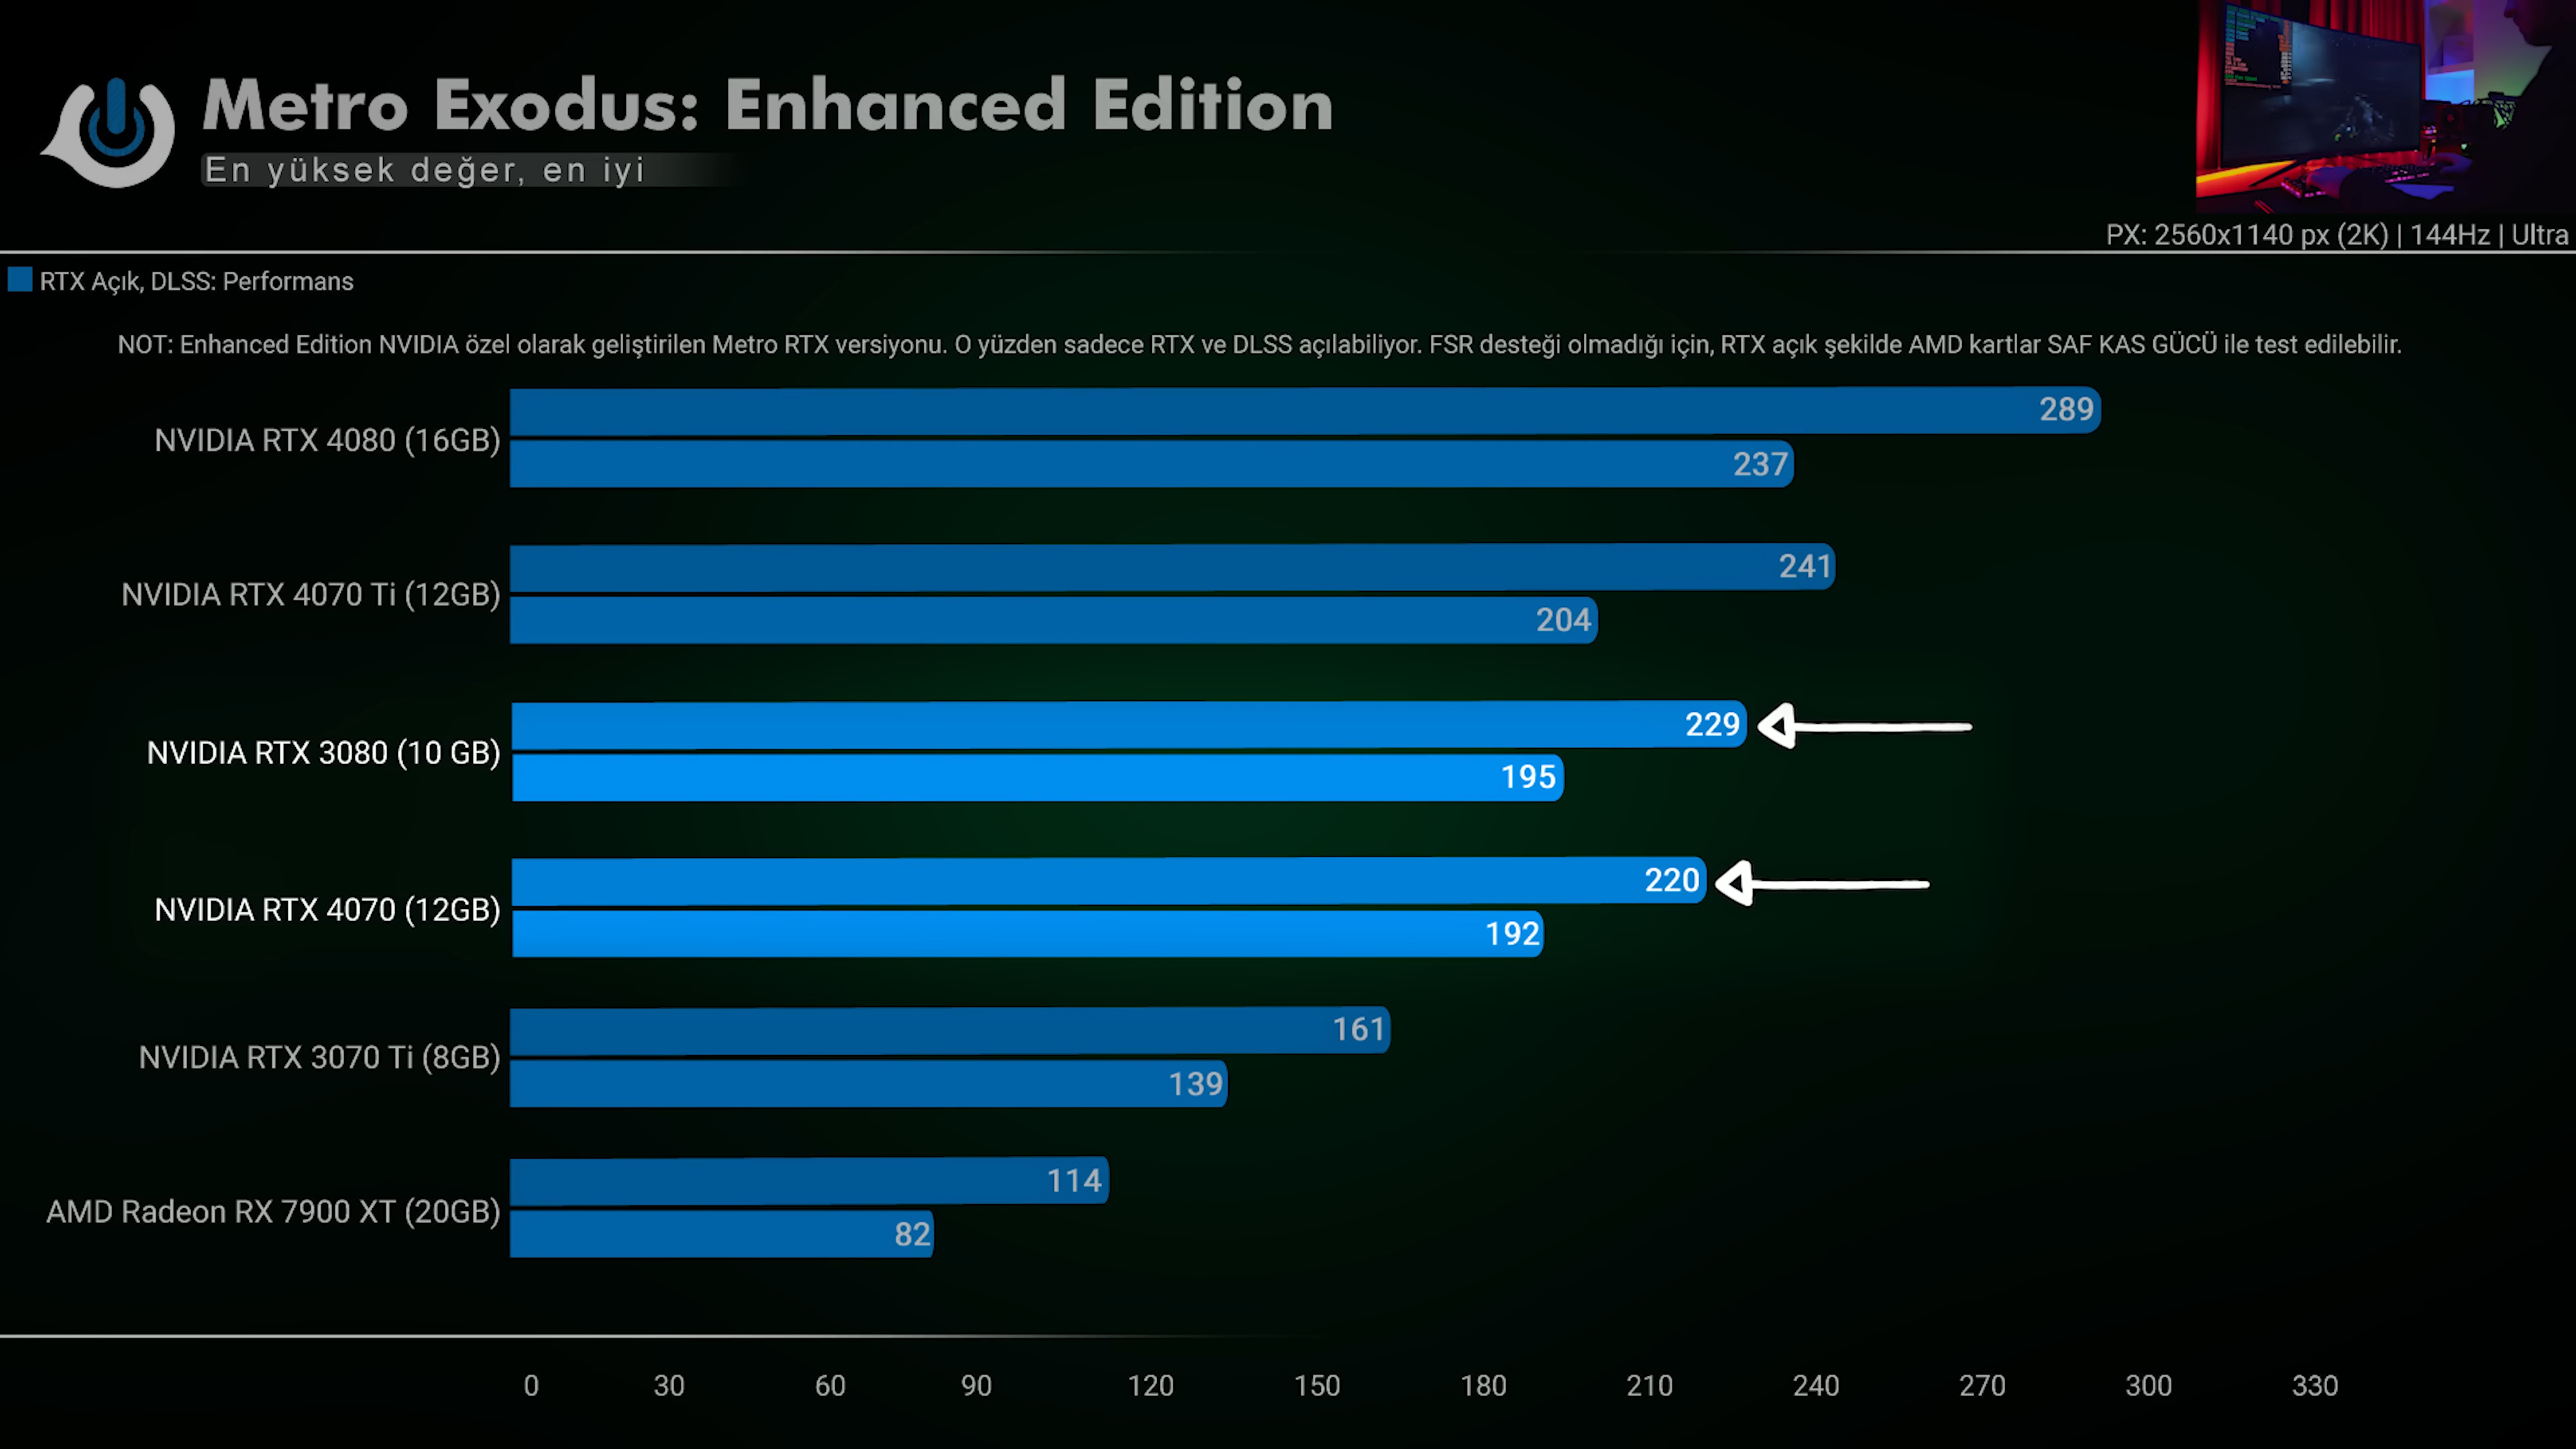 Metro Exodus: Enhanced Edition
En yüksek değer, en iyi
PX: 2560x1140 px (2K) | 144Hz | Ultra
RTX Açık, DLSS: Performans
NOT: Enhanced Edition NVIDIA özel olarak geliştirilen Metro RTX versiyonu. O yüzden sadece RTX ve DLSS açılabiliyor. FSR desteği olmadığı için, RTX açık şekilde AMD kartlar SAF KAS GÜCÜ ile test edilebilir.
NVIDIA RTX 4080 (16GB)
289
237
NVIDIA RTX 4070 Ti (12GB)
241
204
NVIDIA RTX 3080 (10 GB)
229
195
NVIDIA RTX 4070 (12GB)
220
192
NVIDIA RTX 3070 Ti (8GB)
161
139
AMD Radeon RX 7900 XT (20GB)
114
82
0 30 60 90 120 150 180 210 240 270 300 330